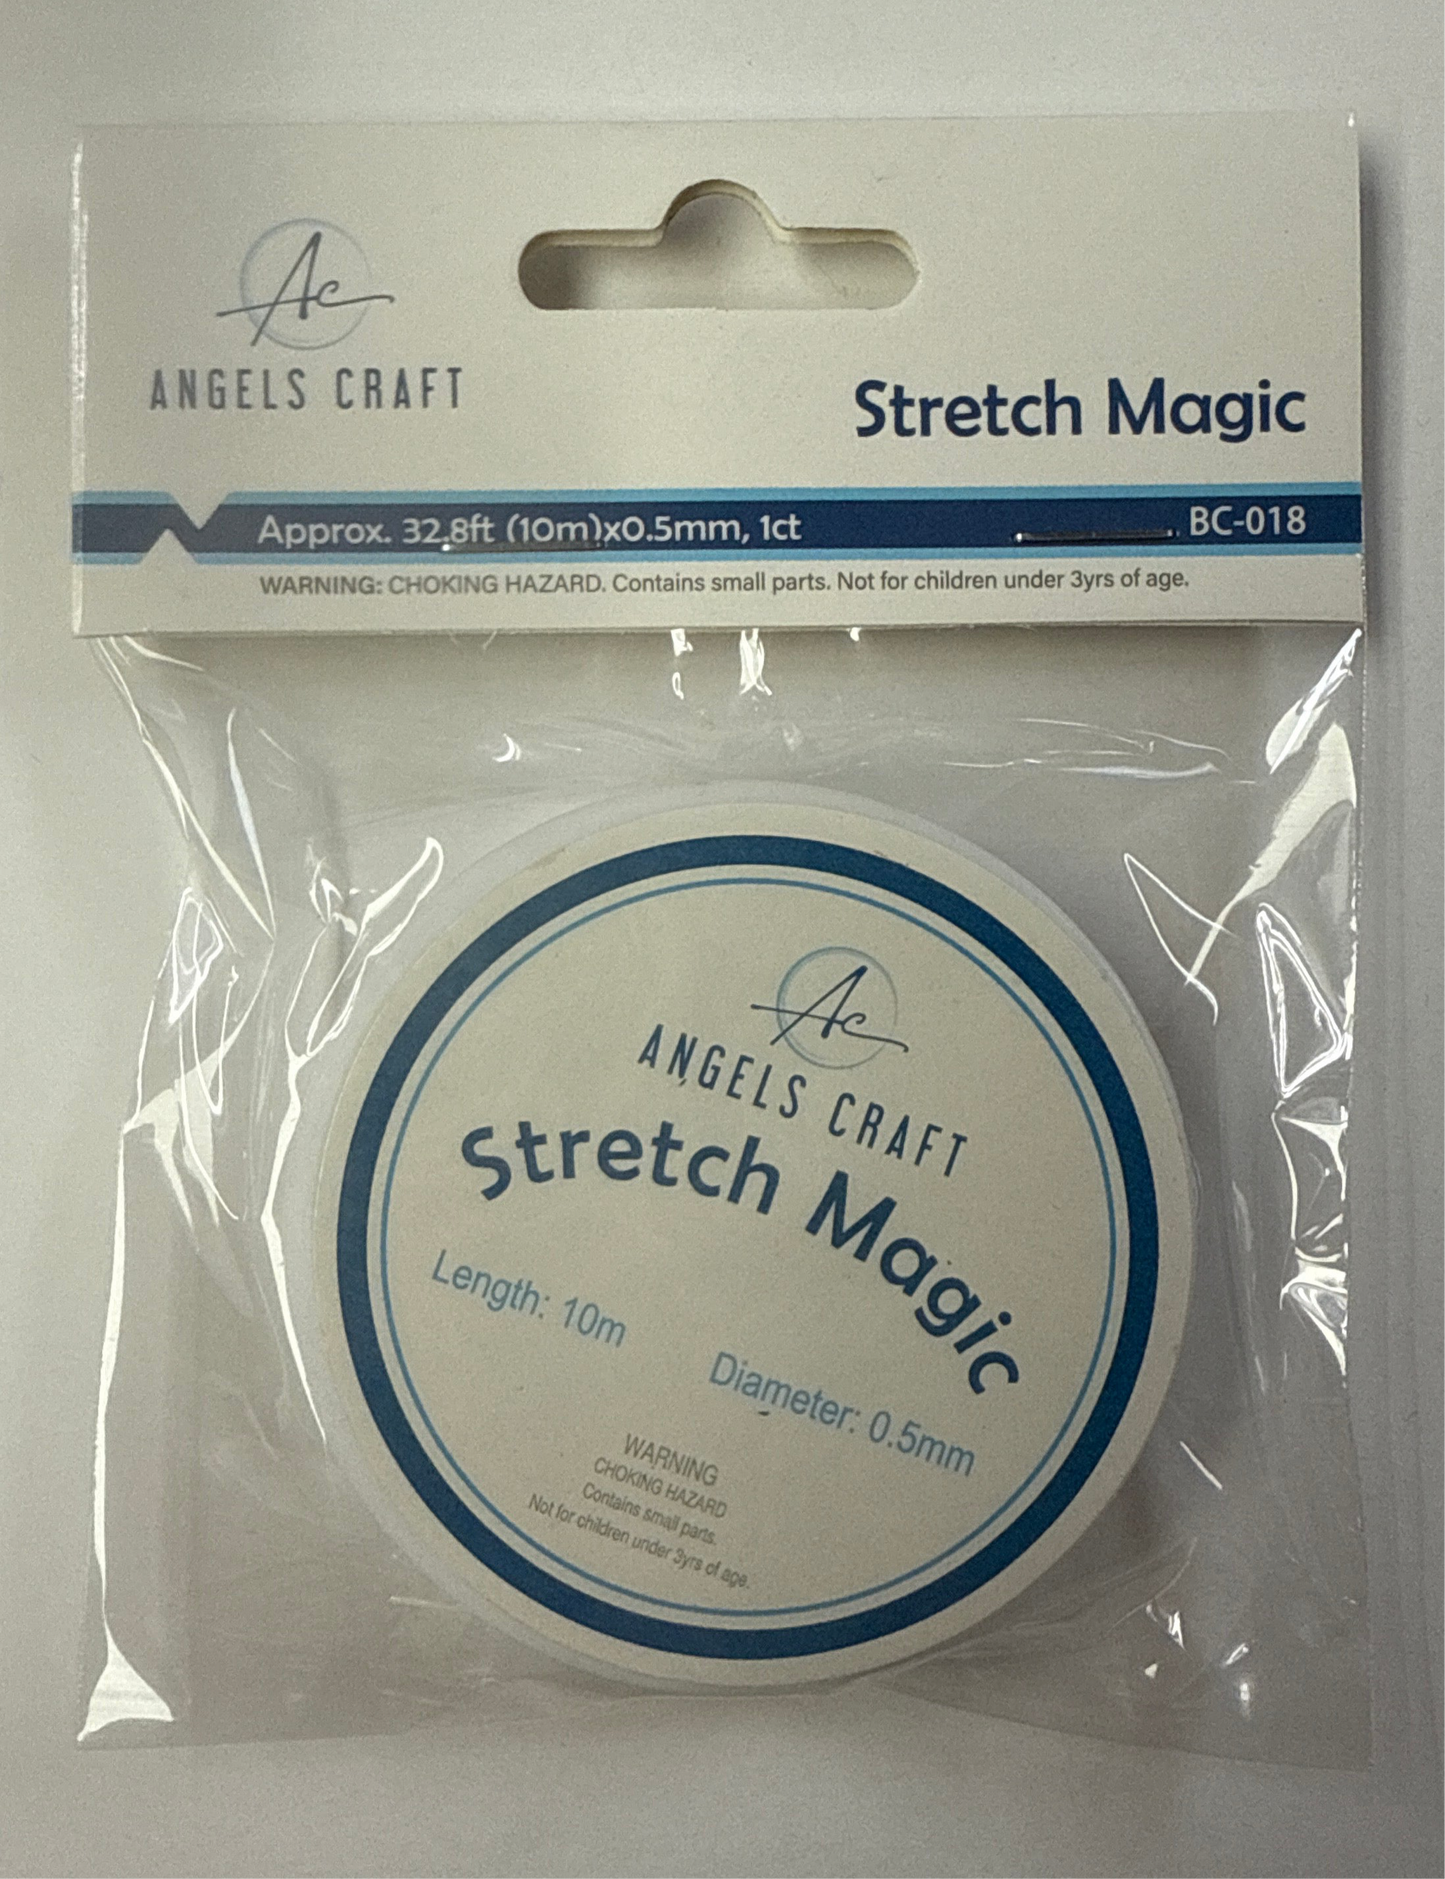 Ac
ANGELS CRAFT
Stretch Magic
Approx. 32.8ft (10m)x0.5mm, 1ct
BC-018
WARNING: CHOKING HAZARD. Contains small parts. Not for children under 3yrs of age.
Ac
ANGELS CRAFT
Stretch Magic
Length: 10m
Diameter: 0.5mm
WARNING
CHOKING HAZARD
Contains small parts.
Not for children under 3yrs of age.